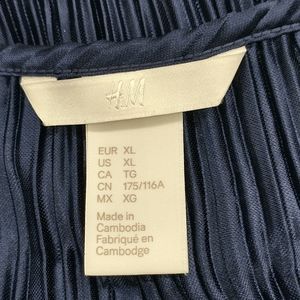 H&M
EUR XL
US XL
CA TG
CN 175/116A
MX XG
Made in
Cambodia
Fabriqué en
Cambodge